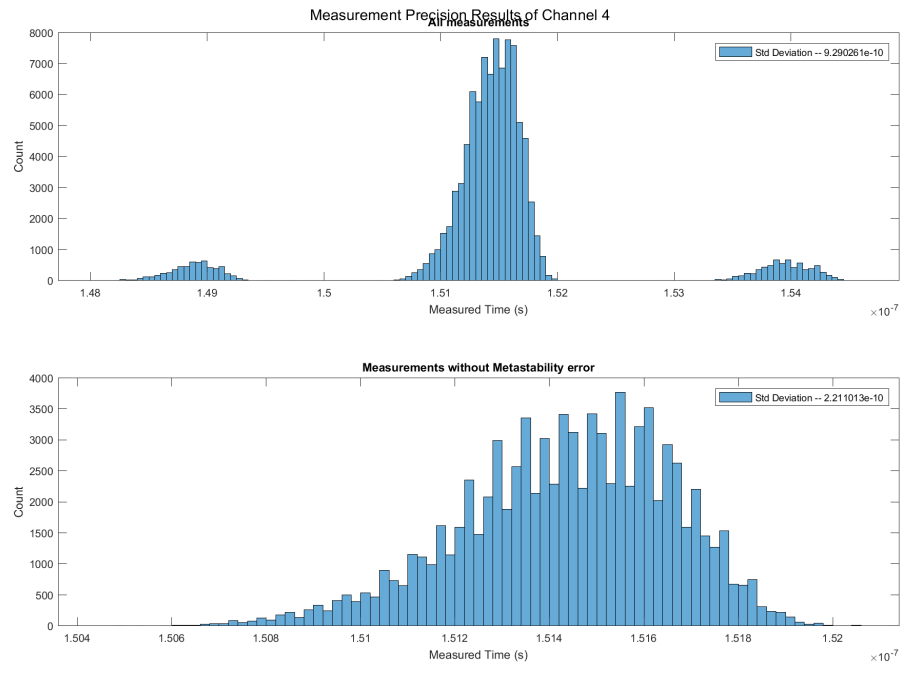 Measurement Precision Results of Channel 4
All measurements
8000
7000
6000
5000
4000
3000
2000
1000
0
Count
Std Deviation -- 9.290261e-10
1.48 1.49 1.5 1.51 1.52 1.53 1.54
Measured Time (s)
×10⁻⁷
Measurements without Metastability error
4000
3500
3000
2500
2000
1500
1000
500
0
Count
Std Deviation -- 2.211013e-10
1.504 1.506 1.508 1.51 1.512 1.514 1.516 1.518 1.52
Measured Time (s)
×10⁻⁷